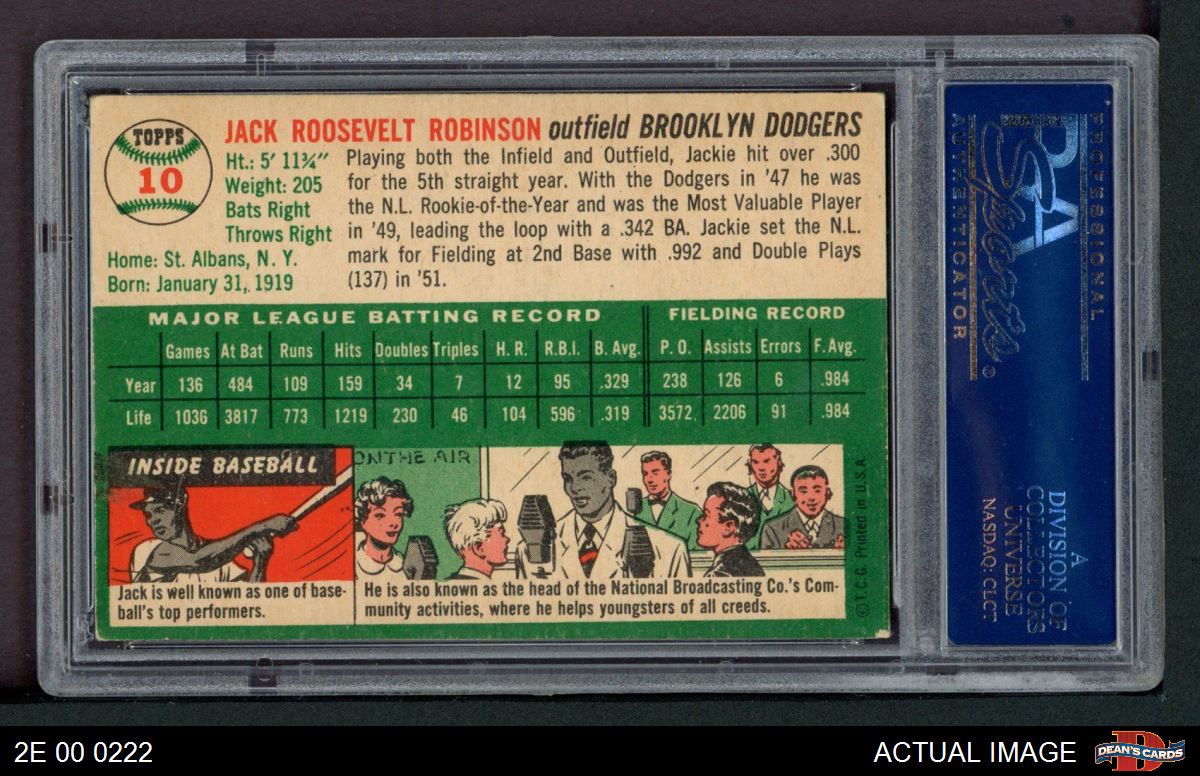 TOPPS
10
JACK ROOSEVELT ROBINSON outfield BROOKLYN DODGERS
Ht.: 5' 11¾"
Weight: 205
Bats Right
Throws Right
Home: St. Albans, N. Y.
Born: January 31, 1919
Playing both the Infield and Outfield, Jackie hit over .300
for the 5th straight year. With the Dodgers in '47 he was
the N.L. Rookie-of-the-Year and was the Most Valuable Player
in '49, leading the loop with a .342 BA. Jackie set the N.L.
mark for Fielding at 2nd Base with .992 and Double Plays
(137) in '51.
MAJOR LEAGUE BATTING RECORD FIELDING RECORD
Games At Bat Runs Hits Doubles Triples H. R. R.B.I. B. Avg. P. O. Assists Errors F. Avg.
Year 136 484 109 159 34 7 12 95 .329 238 126 6 .984
Life 1036 3817 773 1219 230 46 104 596 .319 3572 2206 91 .984
INSIDE BASEBALL
ON THE AIR
Jack is well known as one of base-
ball's top performers.
He is also known as the head of the National Broadcasting Co.'s Com-
munity activities, where he helps youngsters of all creeds.
©T.C.G. Printed in U.S.A.
PROFESSIONAL
PSA
Sports
®
AUTHENTICATOR
A
DIVISION OF
COLLECTORS
UNIVERSE
NASDAQ: CLCT
2E 00 0222
ACTUAL IMAGE
DEAN'S CARDS